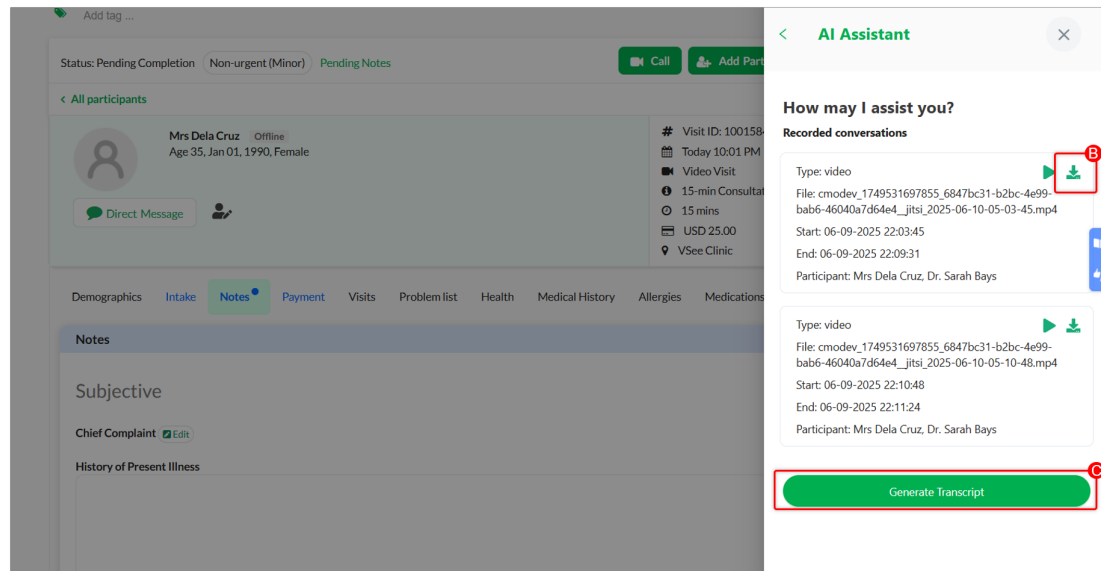 Add tag ...
Status: Pending Completion Non-urgent (Minor) Pending Notes
Call
Add Part
< All participants
Mrs Dela Cruz Offline
Age 35, Jan 01, 1990, Female
Direct Message
# Visit ID: 100158
Today 10:01 PM
Video Visit
15-min Consultat
15 mins
USD 25.00
VSee Clinic
Demographics Intake Notes Payment Visits Problem list Health Medical History Allergies Medications
Notes
Subjective
Chief Complaint Edit
History of Present Illness
< AI Assistant ×
How may I assist you?
Recorded conversations
B
Type: video
File: cmodev_1749531697855_6847bc31-b2bc-4e99-
bab6-46040a7d64e4__jitsi_2025-06-10-05-03-45.mp4
Start: 06-09-2025 22:03:45
End: 06-09-2025 22:09:31
Participant: Mrs Dela Cruz, Dr. Sarah Bays
Type: video
File: cmodev_1749531697855_6847bc31-b2bc-4e99-
bab6-46040a7d64e4__jitsi_2025-06-10-05-10-48.mp4
Start: 06-09-2025 22:10:48
End: 06-09-2025 22:11:24
Participant: Mrs Dela Cruz, Dr. Sarah Bays
C
Generate Transcript